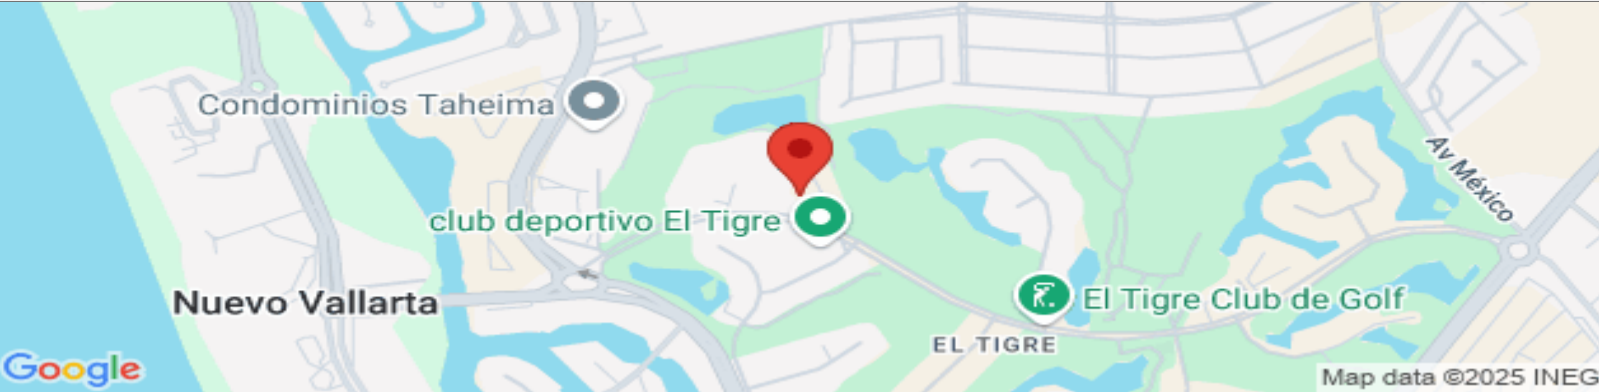 Condominios Taheima
Av México
club deportivo El Tigre
Nuevo Vallarta
El Tigre Club de Golf
EL TIGRE
Google
Map data ©2025 INEG